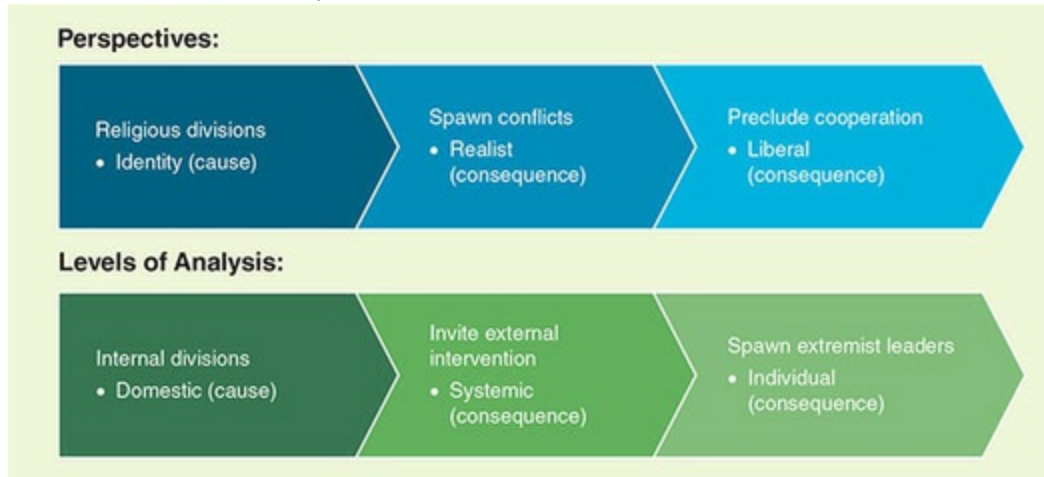 Perspectives:
Religious divisions
• Identity (cause)
Spawn conflicts
• Realist
(consequence)
Preclude cooperation
• Liberal
(consequence)
Levels of Analysis:
Internal divisions
• Domestic (cause)
Invite external
intervention
• Systemic
(consequence)
Spawn extremist leaders
• Individual
(consequence)